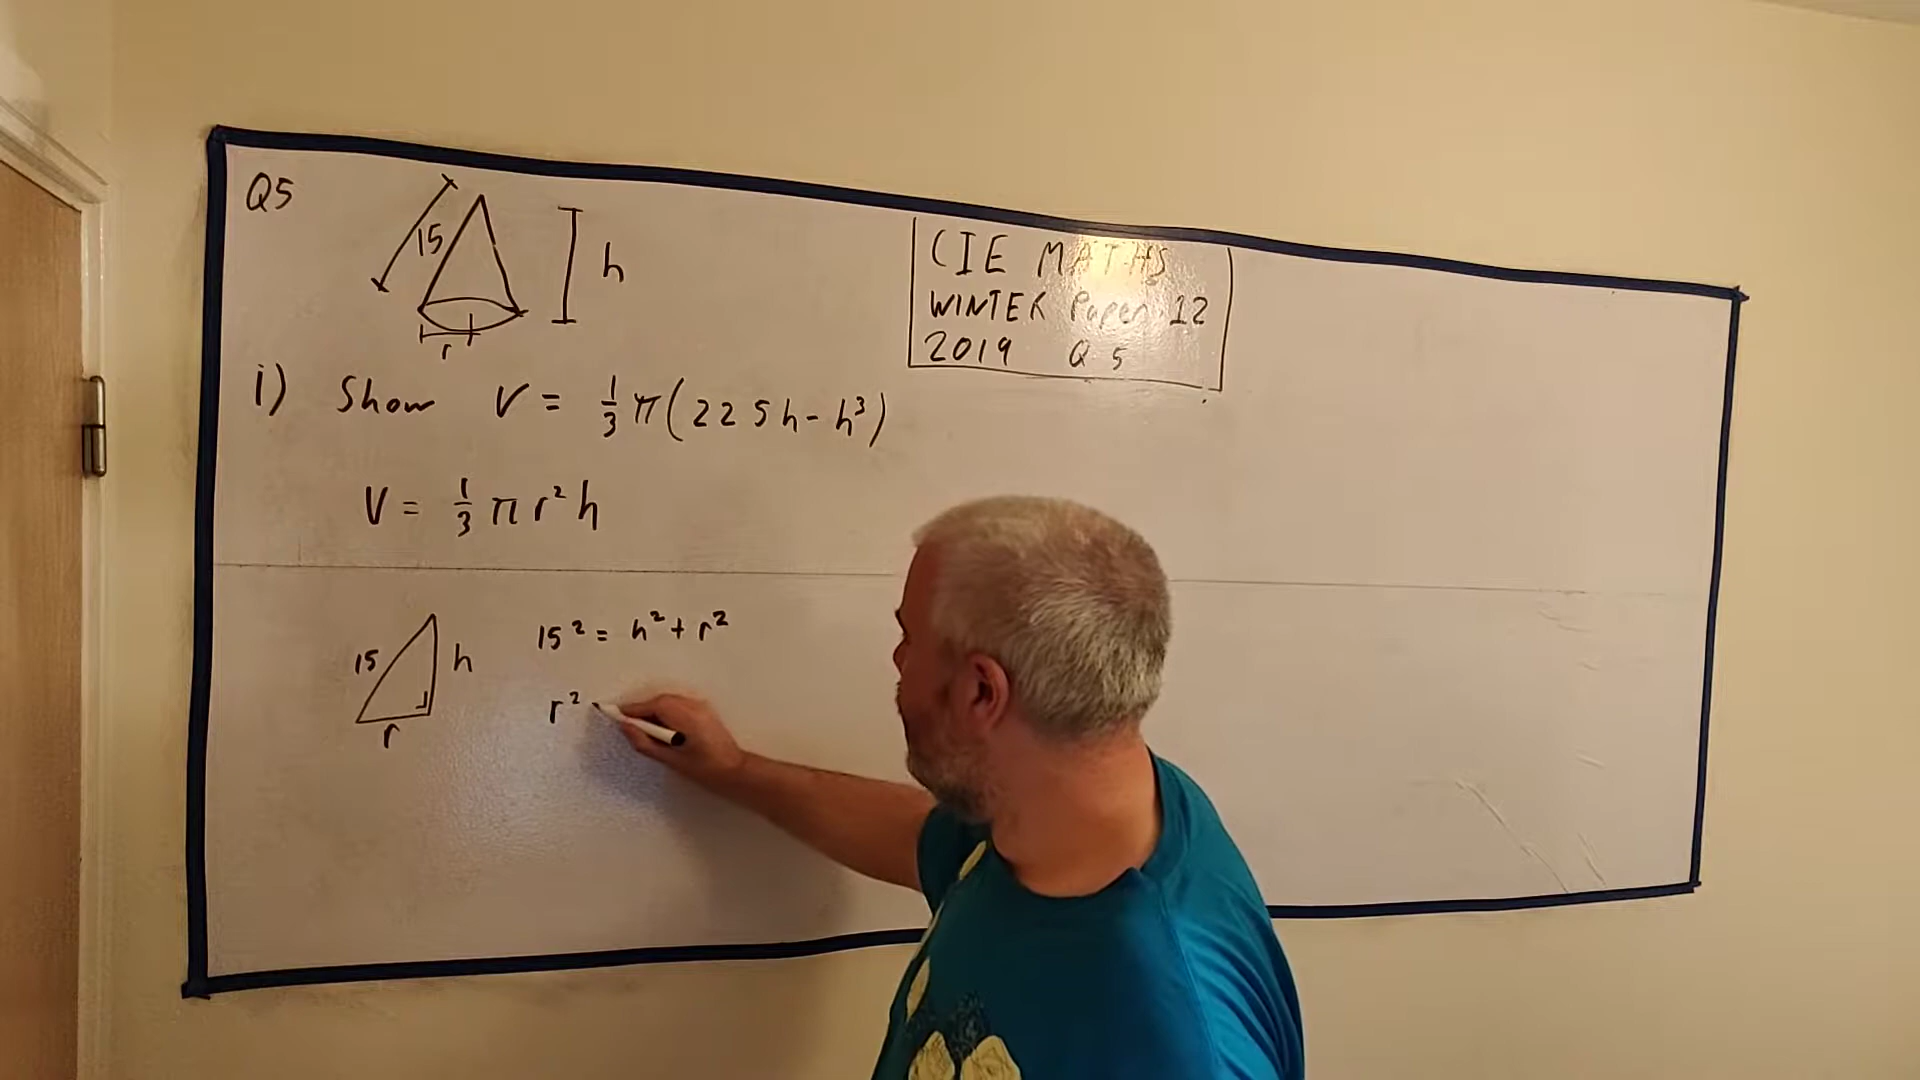 Q5
15
h
r
CIE MATHS
WINTER Paper 12
2019 Q 5
i) Show V = 1/3 π(225h - h³)
V = 1/3 π r² h
15 h
r
15² = h² + r²
r²